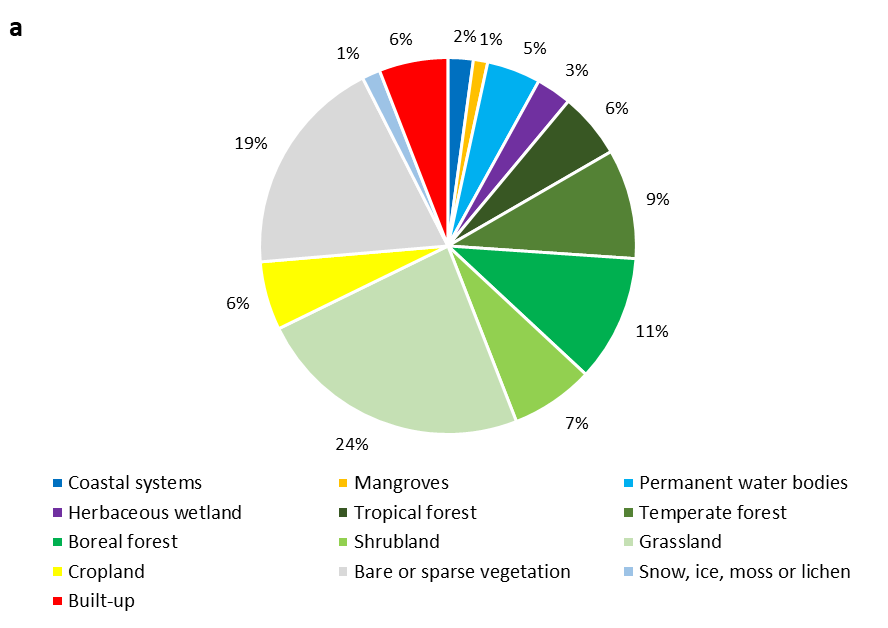 a
6% 2% 1% 5%
1% 3%
6%
19%
9%
6%
11%
7%
24%
Coastal systems Mangroves Permanent water bodies
Herbaceous wetland Tropical forest Temperate forest
Boreal forest Shrubland Grassland
Cropland Bare or sparse vegetation Snow, ice, moss or lichen
Built-up